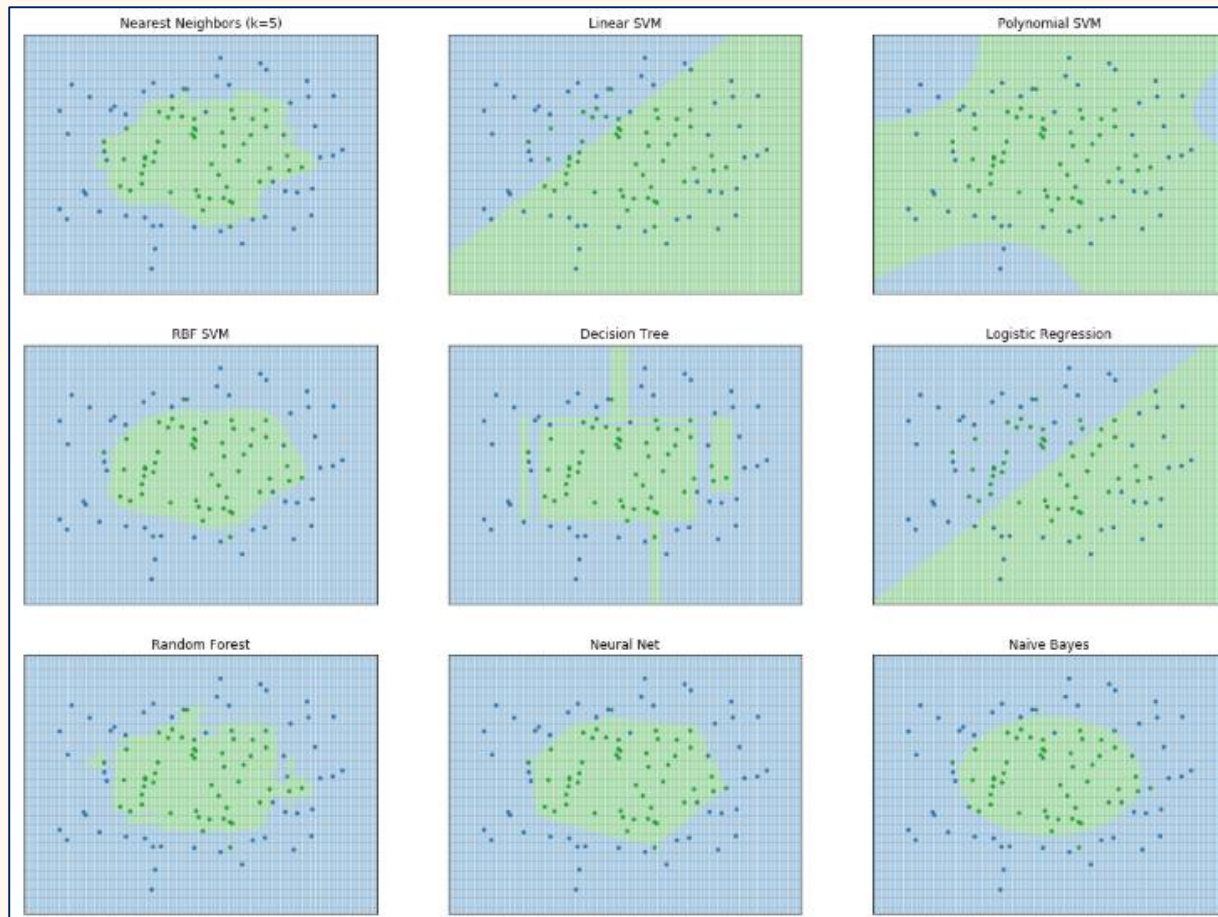 Nearest Neighbors (k=5)
Linear SVM
Polynomial SVM
RBF SVM
Decision Tree
Logistic Regression
Random Forest
Neural Net
Naive Bayes